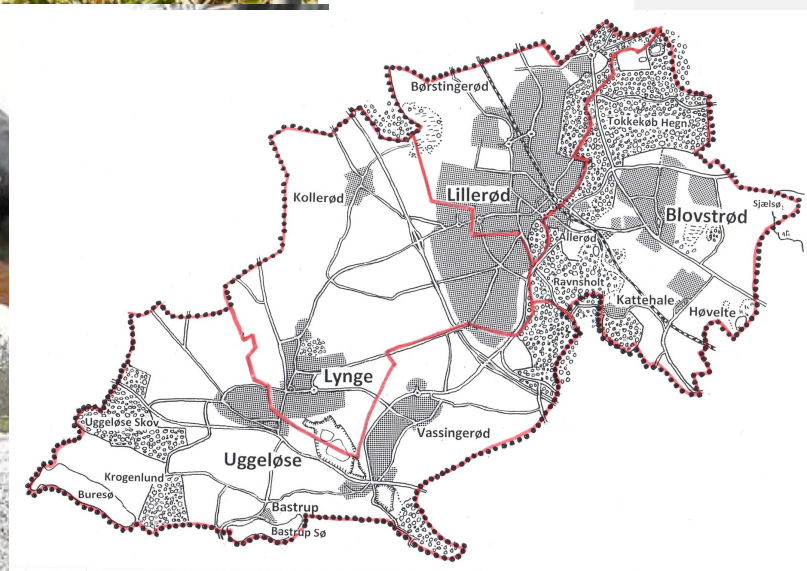 Børstingerød
Tokkekøb Hegn
Kollerød
Lillerød
Sjælsø
Blovstrød
Allerød
Ravnsholt
Kattehale
Høvelte
Lynge
Uggeløse Skov
Vassingerød
Uggeløse
Krogenlund
Buresø
Bastrup
Bastrup Sø